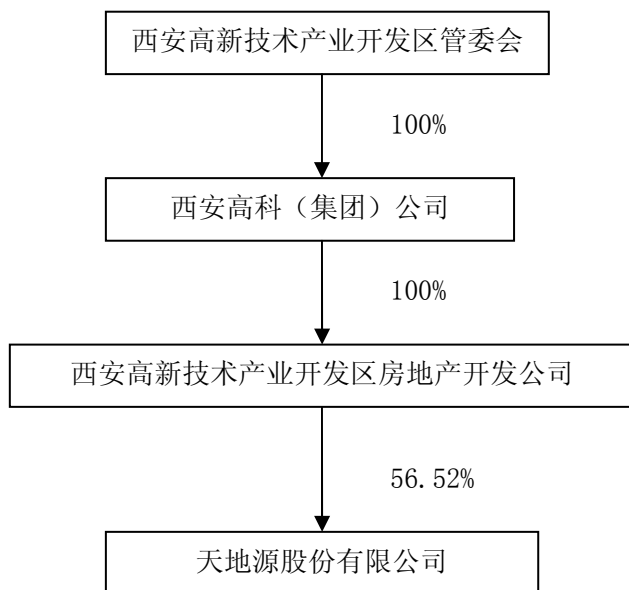 西安高新技术产业开发区管委会
100%
西安高科（集团）公司
100%
西安高新技术产业开发区房地产开发公司
56.52%
天地源股份有限公司